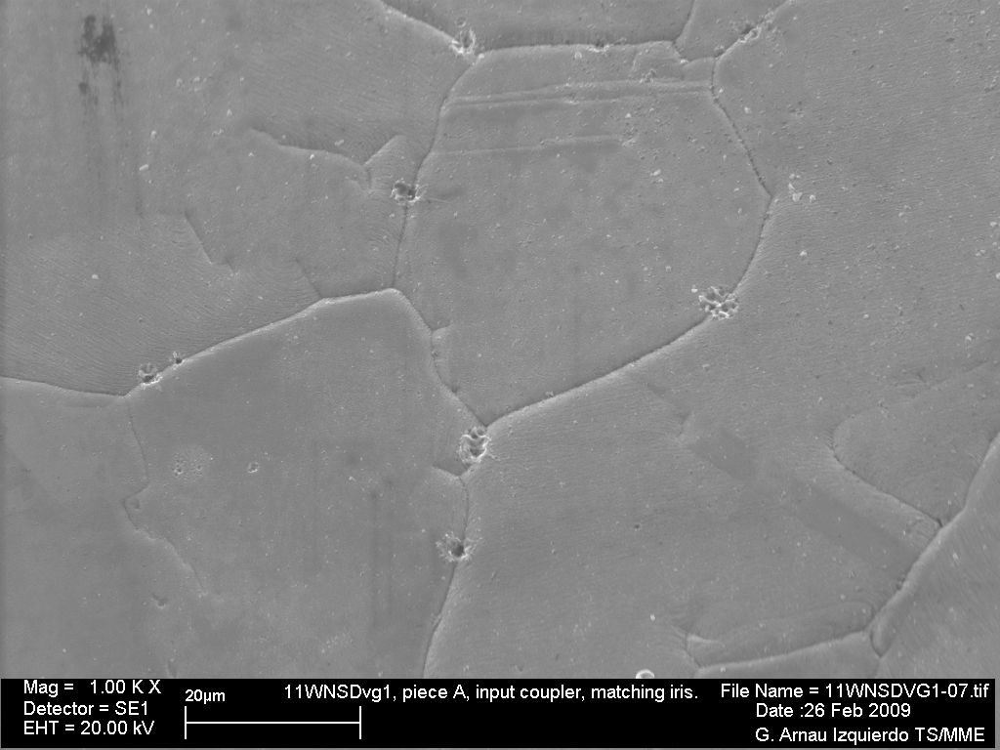 Mag = 1.00 K X
Detector = SE1
EHT = 20.00 kV
20µm
11WNSDvg1, piece A, input coupler, matching iris.
File Name = 11WNSDVG1-07.tif
Date :26 Feb 2009
G. Arnau Izquierdo TS/MME